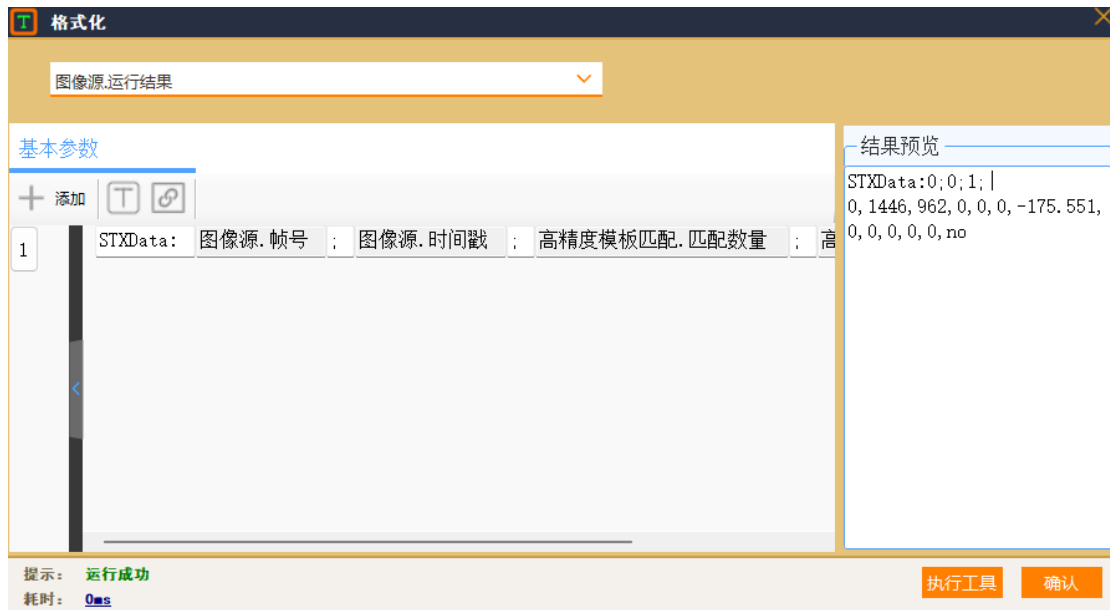 T 格式化
图像源.运行结果
基本参数
添加 T
1 STXData: 图像源.帧号 ; 图像源.时间戳 ; 高精度模板匹配.匹配数量 ; 高
结果预览
STXData:0;0;1;
0,1446,962,0,0,0,-175.551,
0,0,0,0,0,no
提示: 运行成功
耗时: 0ms
执行工具 确认